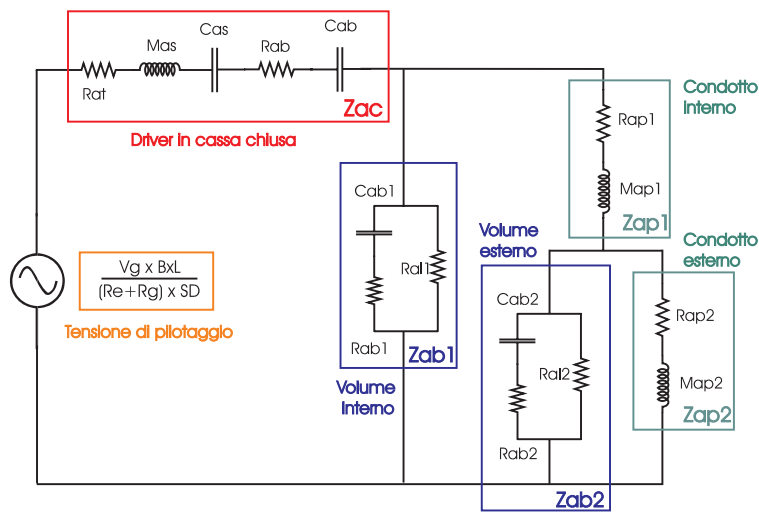 Cab
Cas
Mas
Rab
Rat
Zac
Driver in cassa chiusa
Condotto
Interno
Rap1
Map1
Zap1
Cab1
Ral1
Rab1
Zab1
Volume
Interno
Volume
esterno
Condotto
esterno
Vg x BxL
(Re+Rg) x SD
Tensione di pilotaggio
Cab2
Ral2
Rab2
Zab2
Rap2
Map2
Zap2